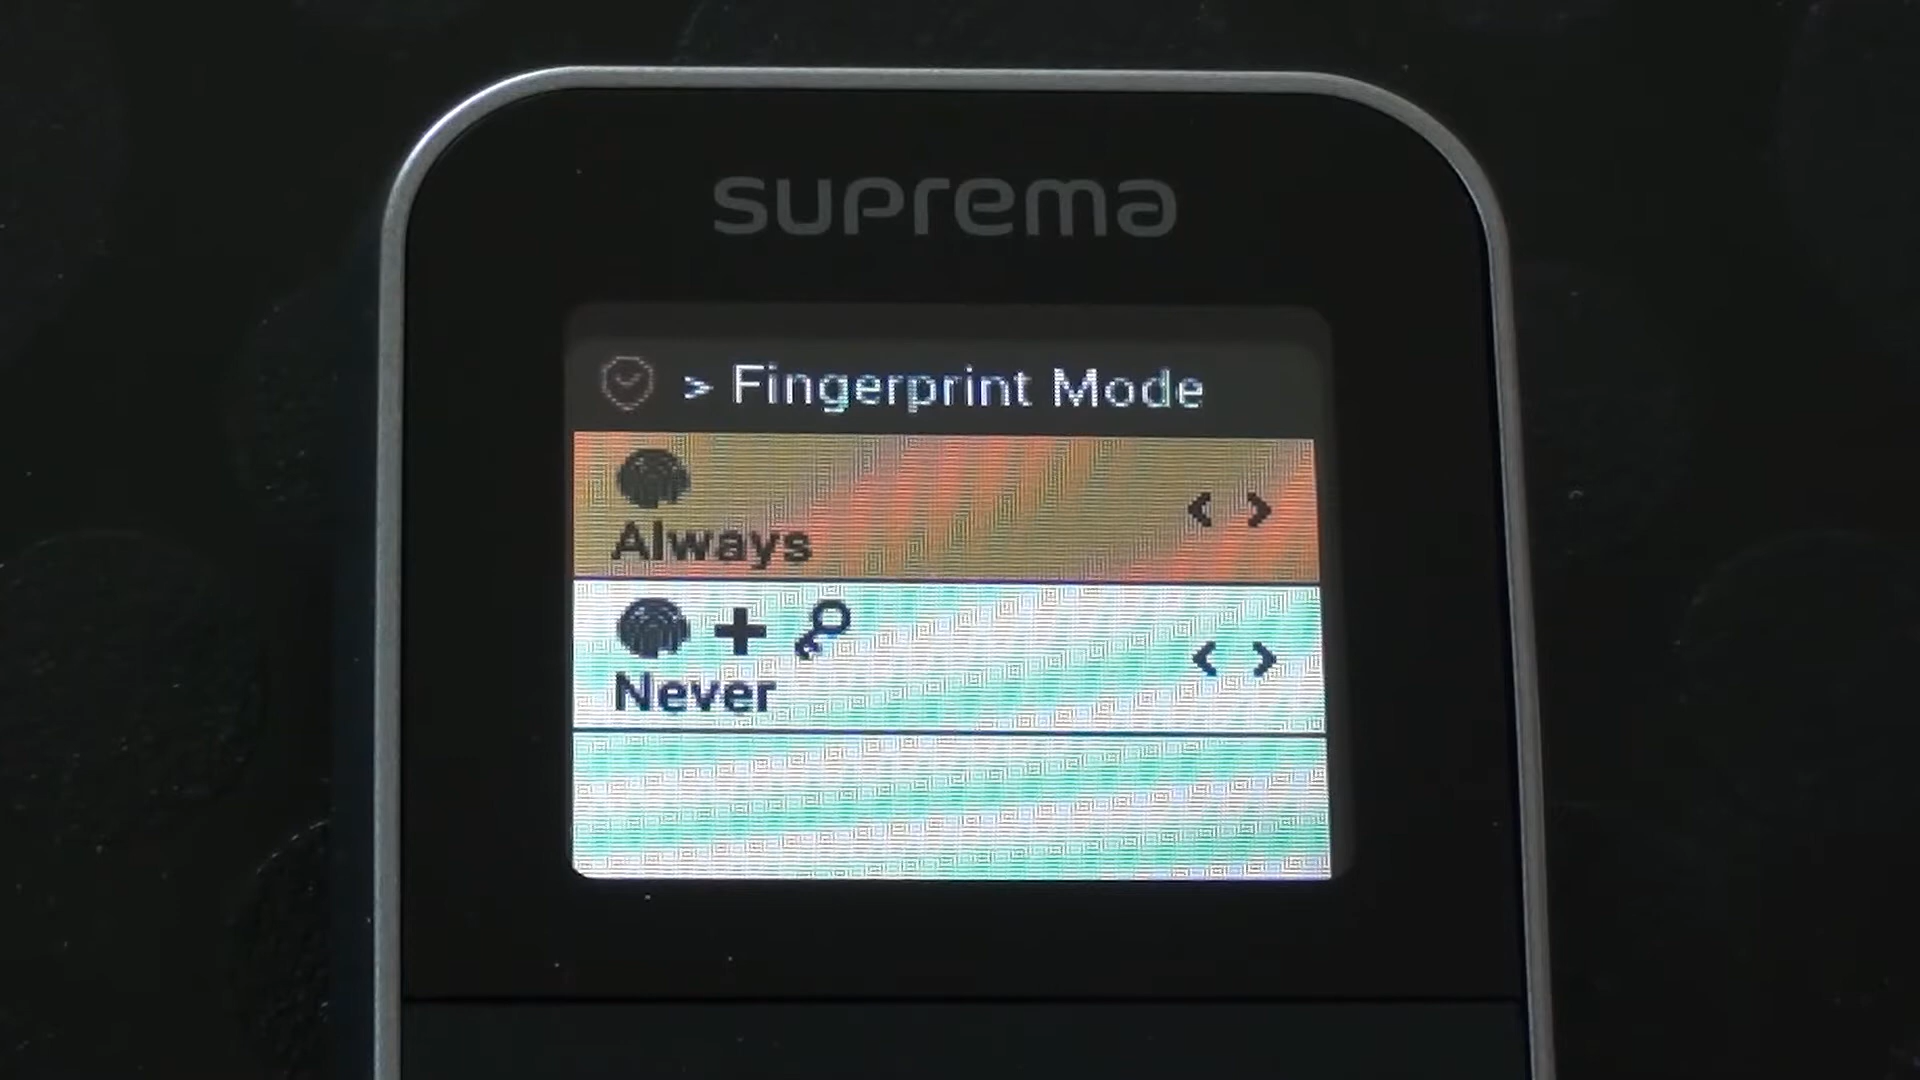 suprema
> Fingerprint Mode
Always
< >
+
Never
< >